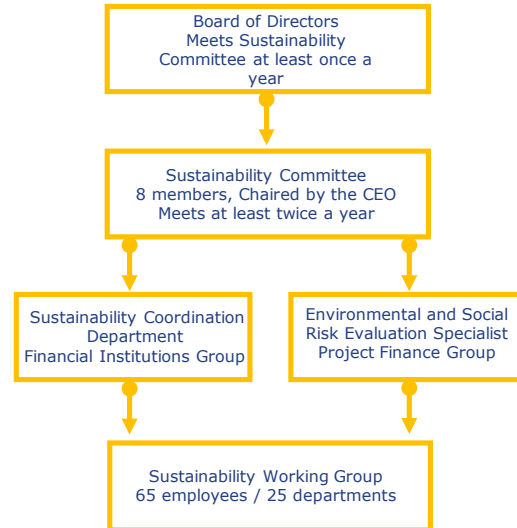 Board of Directors
Meets Sustainability
Committee at least once a
year
Sustainability Committee
8 members, Chaired by the CEO
Meets at least twice a year
Sustainability Coordination
Department
Financial Institutions Group
Environmental and Social
Risk Evaluation Specialist
Project Finance Group
Sustainability Working Group
65 employees / 25 departments